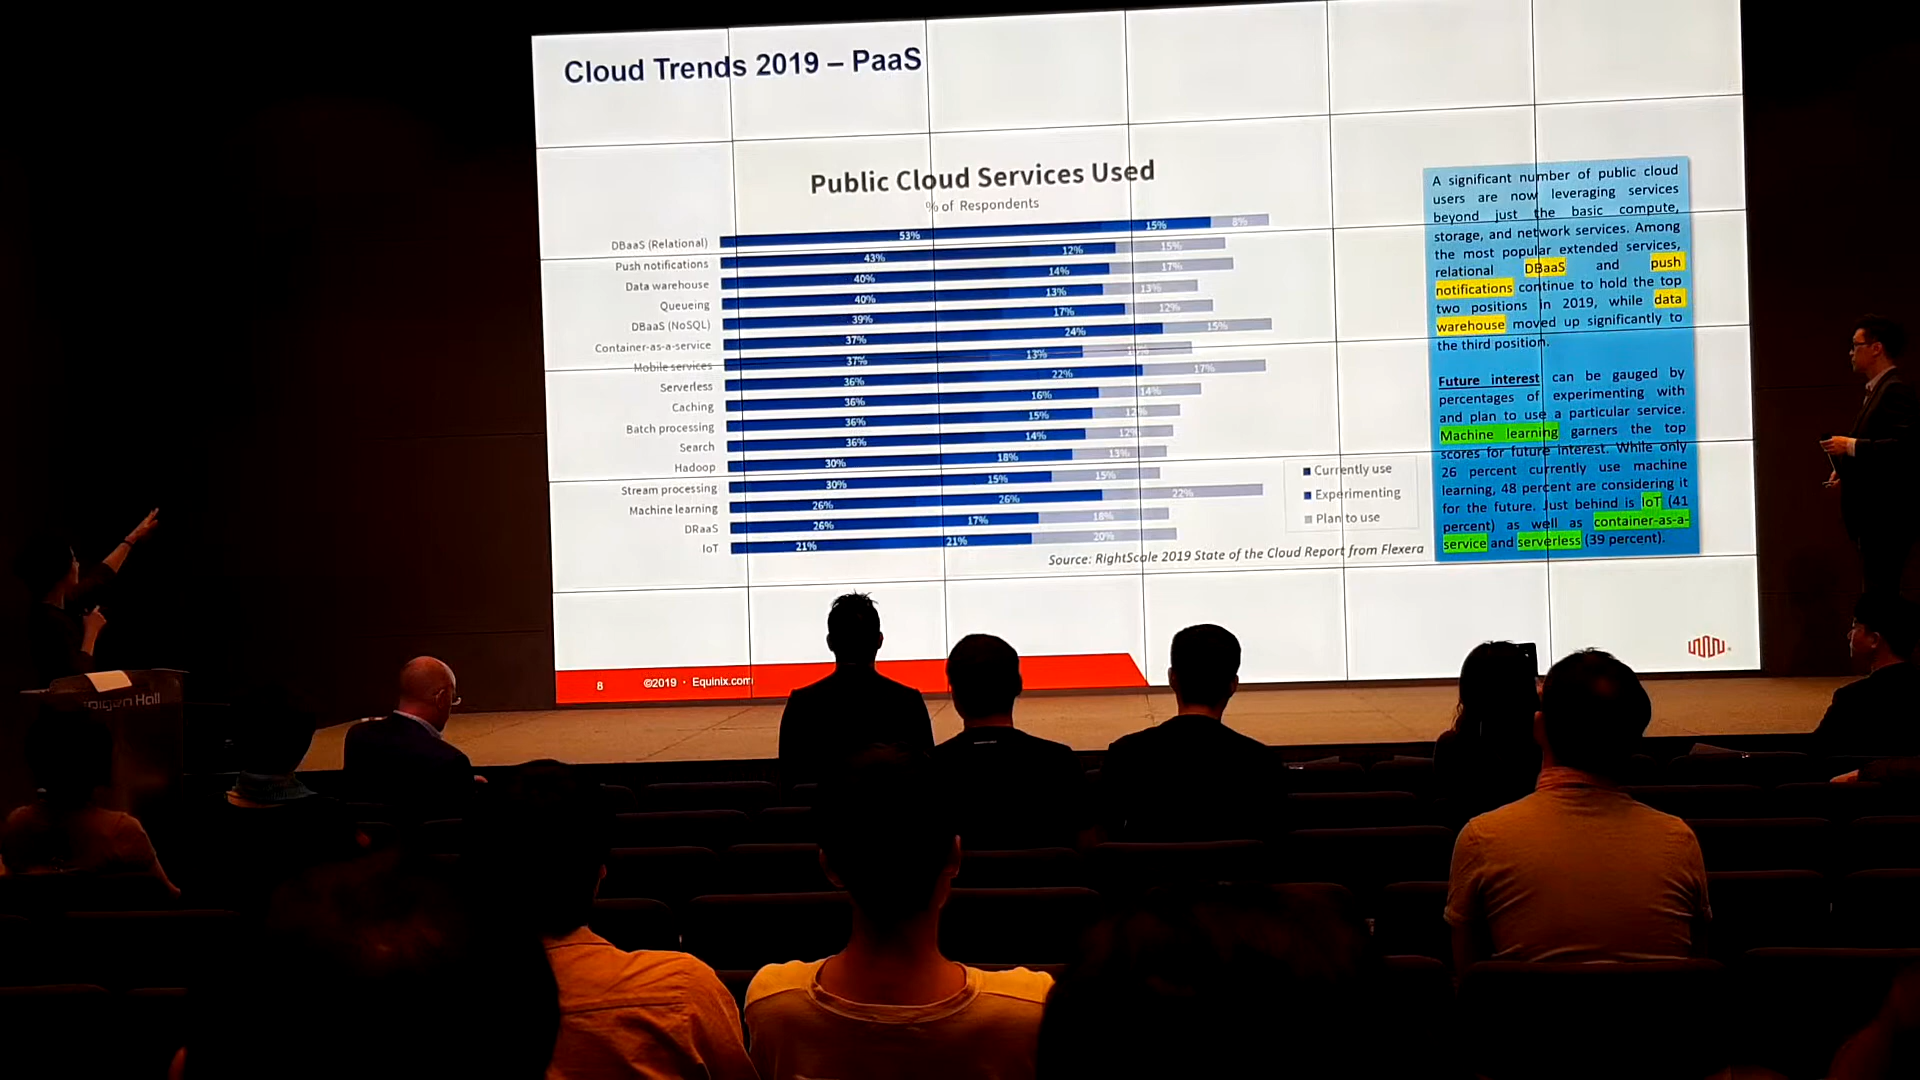 Cloud Trends 2019 – PaaS
Public Cloud Services Used
% of Respondents
DBaaS (Relational) 53% 15% 8%
Push notifications 43% 12% 15%
Data warehouse 40% 14% 17%
Queueing 40% 13% 13%
DBaaS (NoSQL) 39% 17% 12%
Container-as-a-service 37% 24% 15%
Mobile services 37% 13%
Serverless 36% 22% 17%
Caching 36% 16% 14%
Batch processing 36% 15% 12%
Search 36% 14% 12%
Hadoop 30% 18% 13%
Stream processing 30% 15% 15%
Machine learning 26% 26% 22%
DRaaS 26% 17% 18%
IoT 21% 21% 20%
Currently use
Experimenting
Plan to use
Source: RightScale 2019 State of the Cloud Report from Flexera
A significant number of public cloud
users are now leveraging services
beyond just the basic compute,
storage, and network services. Among
the most popular extended services,
relational DBaaS and push
notifications continue to hold the top
two positions in 2019, while data
warehouse moved up significantly to
the third position.
Future interest can be gauged by
percentages of experimenting with
and plan to use a particular service.
Machine learning garners the top
scores for future interest. While only
26 percent currently use machine
learning, 48 percent are considering it
for the future. Just behind is IoT (41
percent) as well as container-as-a-
service and serverless (39 percent).
8 ©2019 · Equinix.com
Hall